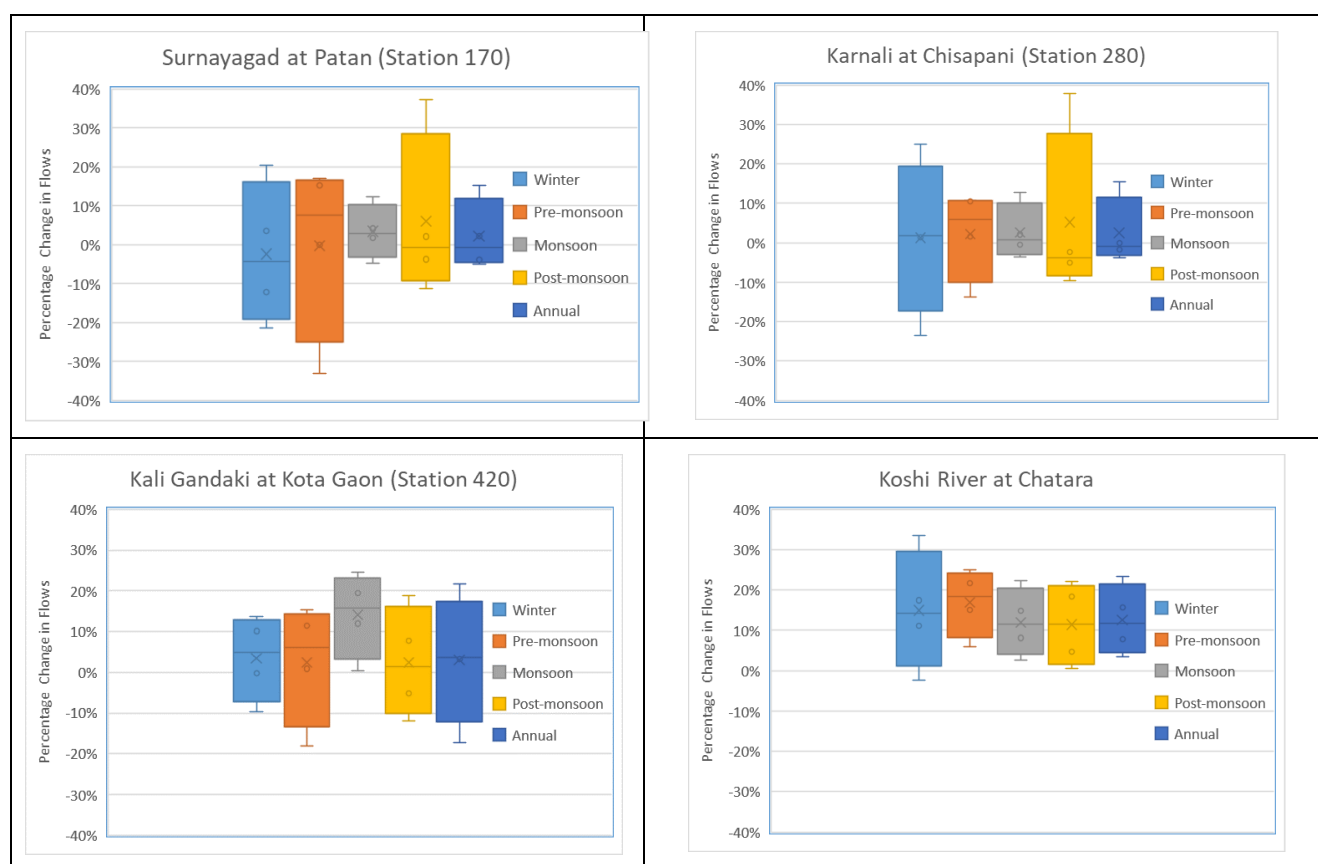 Surnayagad at Patan (Station 170)
Percentage Change in Flows
40%
30%
20%
10%
0%
-10%
-20%
-30%
-40%
Winter
Pre-monsoon
Monsoon
Post-monsoon
Annual
Karnali at Chisapani (Station 280)
Percentage Change in Flows
40%
30%
20%
10%
0%
-10%
-20%
-30%
-40%
Winter
Pre-monsoon
Monsoon
Post-monsoon
Annual
Kali Gandaki at Kota Gaon (Station 420)
Percentage Change in Flows
40%
30%
20%
10%
0%
-10%
-20%
-30%
-40%
Winter
Pre-monsoon
Monsoon
Post-monsoon
Annual
Koshi River at Chatara
Percentage Change in Flows
40%
30%
20%
10%
0%
-10%
-20%
-30%
-40%
Winter
Pre-monsoon
Monsoon
Post-monsoon
Annual